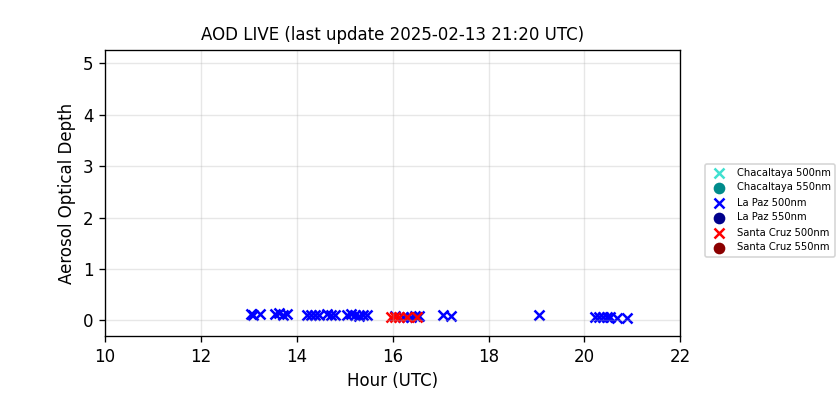 AOD LIVE (last update 2025-02-13 21:20 UTC)
Aerosol Optical Depth
5
4
3
2
1
0
10 12 14 16 18 20 22
Hour (UTC)
Chacaltaya 500nm
Chacaltaya 550nm
La Paz 500nm
La Paz 550nm
Santa Cruz 500nm
Santa Cruz 550nm